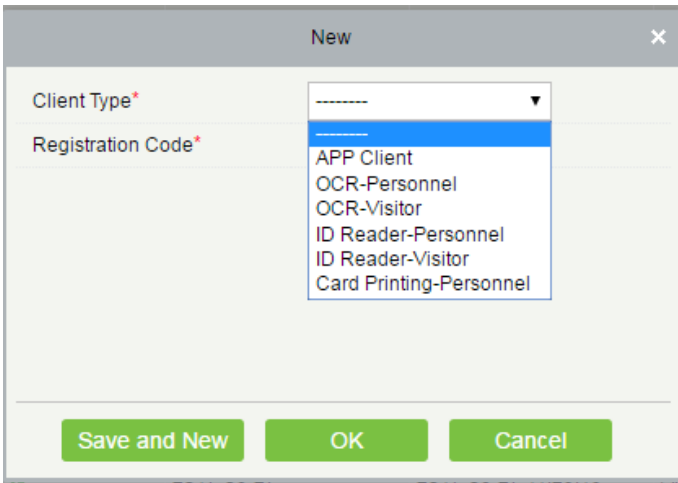 New ×
Client Type* -------- ▼
Registration Code* --------
APP Client
OCR-Personnel
OCR-Visitor
ID Reader-Personnel
ID Reader-Visitor
Card Printing-Personnel
Save and New OK Cancel